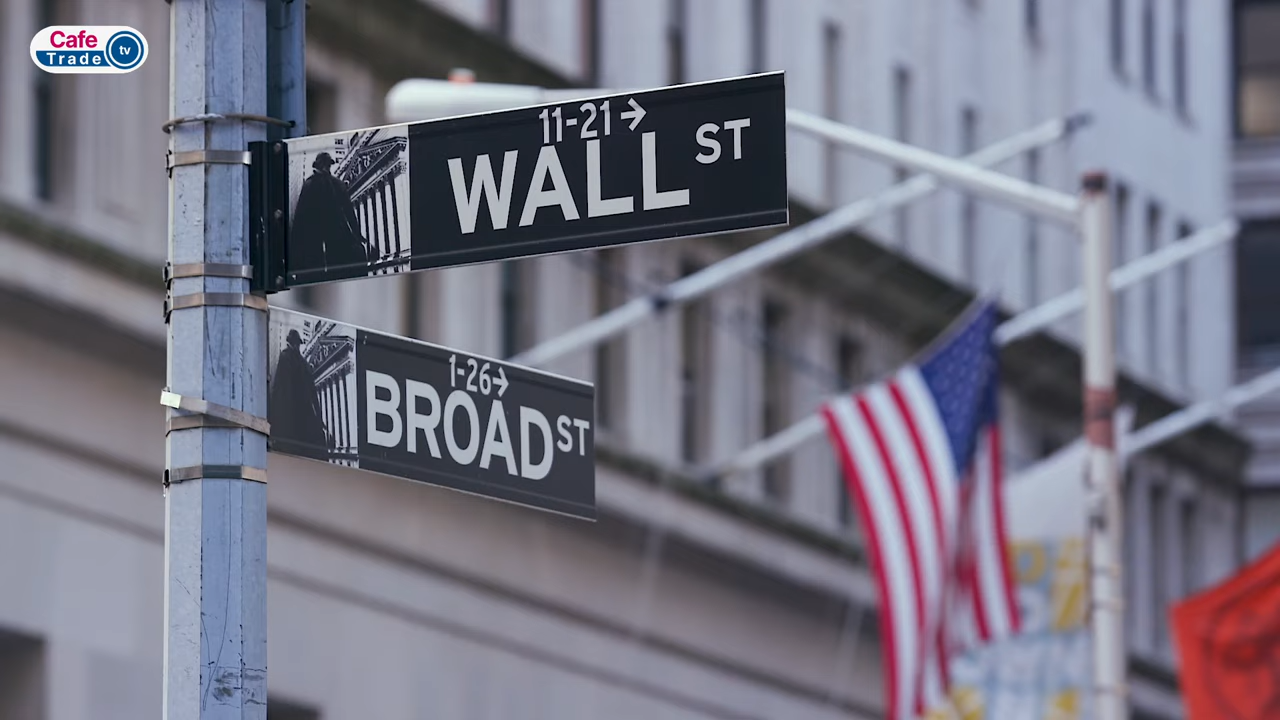 Cafe
Trade tv
11-21→
WALL ST
1-26→
BROAD ST